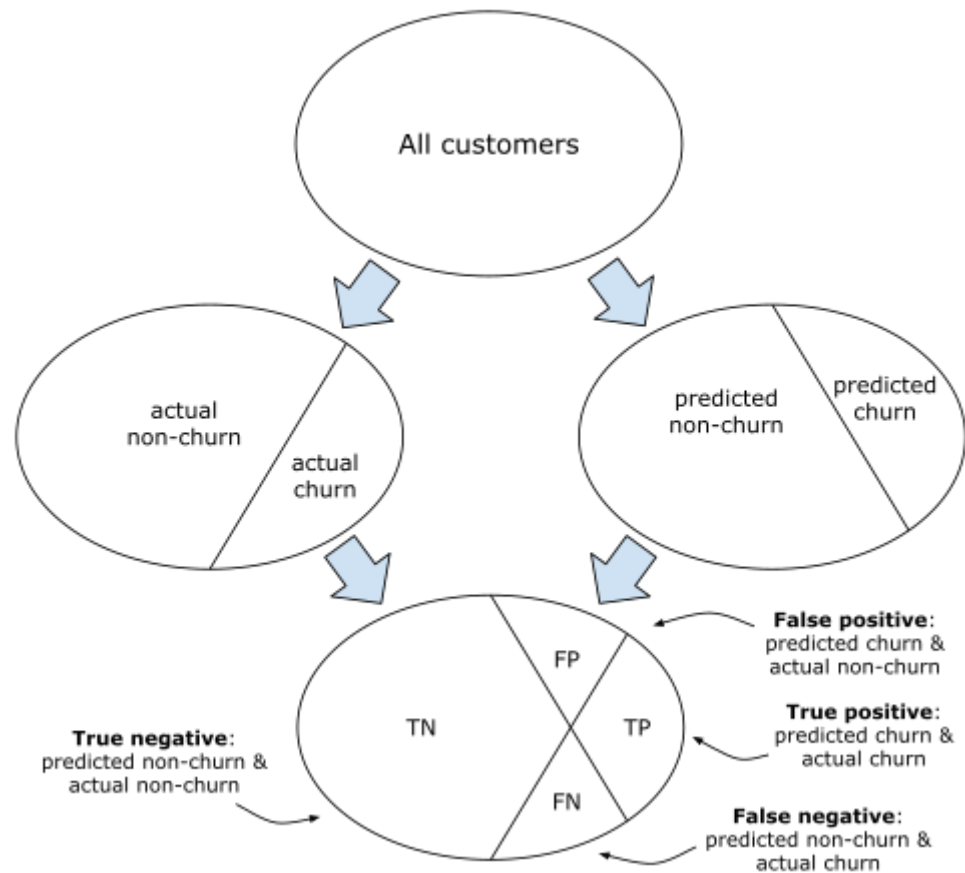 All customers
actual
non-churn
actual
churn
predicted
non-churn
predicted
churn
FP
TN
TP
FN
False positive:
predicted churn &
actual non-churn
True positive:
predicted churn &
actual churn
True negative:
predicted non-churn &
actual non-churn
False negative:
predicted non-churn &
actual churn